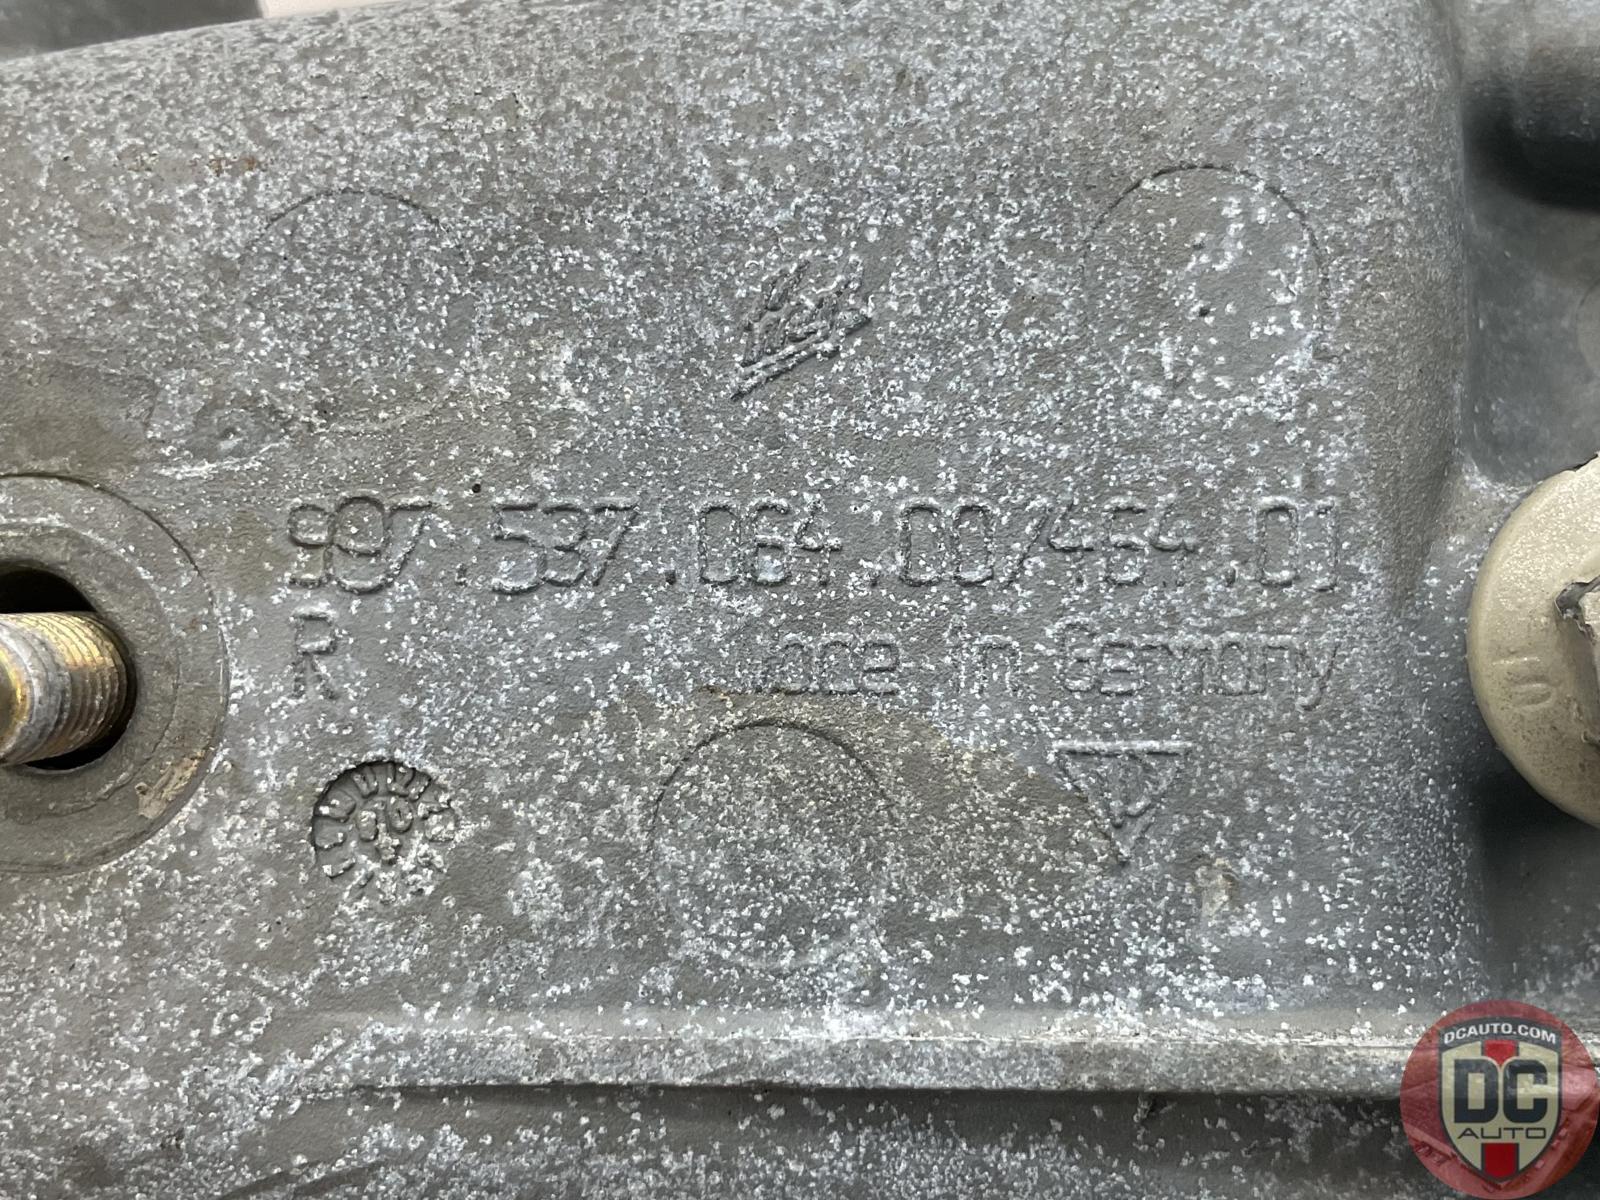 997.537.064.00/464.01
R
Made in Germany
DCAUTO.COM
DC
AUTO